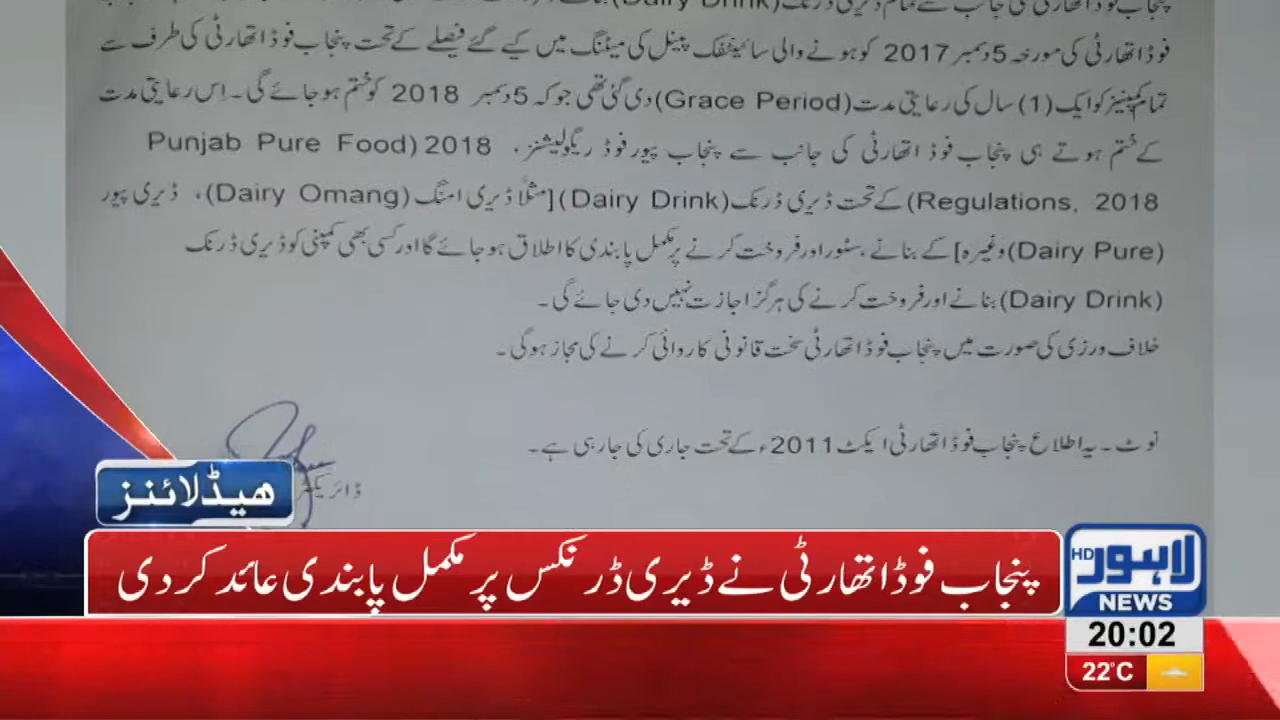 پنجاب فوڈ اتھارٹی کی جانب سے تمام ڈیری ڈرنک (Dairy Drink)
فوڈ اتھارٹی کی مورخہ 5 دسمبر 2017 کو ہونے والی سائینٹفک پینل کی میٹنگ میں کیے گئے فیصلے کے تحت پنجاب فوڈ اتھارٹی کی طرف سے
تمام کمپنیز کو ایک (1) سال کی رعایتی مدت (Grace Period) دی گئی تھی جو کہ 5 دسمبر 2018 کو ختم ہو جائے گی۔ اِس رعایتی مدت
کے ختم ہوتے ہی پنجاب فوڈ اتھارٹی کی جانب سے پنجاب پیور فوڈ ریگولیشنز، 2018 (Punjab Pure Food
Regulations, 2018) کے تحت ڈیری ڈرنک (Dairy Drink) [مثلاً ڈیری امنگ (Dairy Omang)، ڈیری پیور
(Dairy Pure) وغیرہ] کے بنانے، سٹور اور فروخت کرنے پر مکمل پابندی کا اطلاق ہو جائے گا اور کسی بھی کمپنی کو ڈیری ڈرنک
(Dairy Drink) بنانے اور فروخت کرنے کی ہرگز اجازت نہیں دی جائے گی۔
خلاف ورزی کی صورت میں پنجاب فوڈ اتھارٹی سخت قانونی کاروائی کرنے کی مجاز ہوگی۔
نوٹ۔ یہ اطلاع پنجاب فوڈ اتھارٹی ایکٹ 2011ء کے تحت جاری کی جا رہی ہے۔
ہیڈلائنز
پنجاب فوڈ اتھارٹی نے ڈیری ڈرنکس پر مکمل پابندی عائد کر دی
لاہور HD
NEWS
20:02
22°C